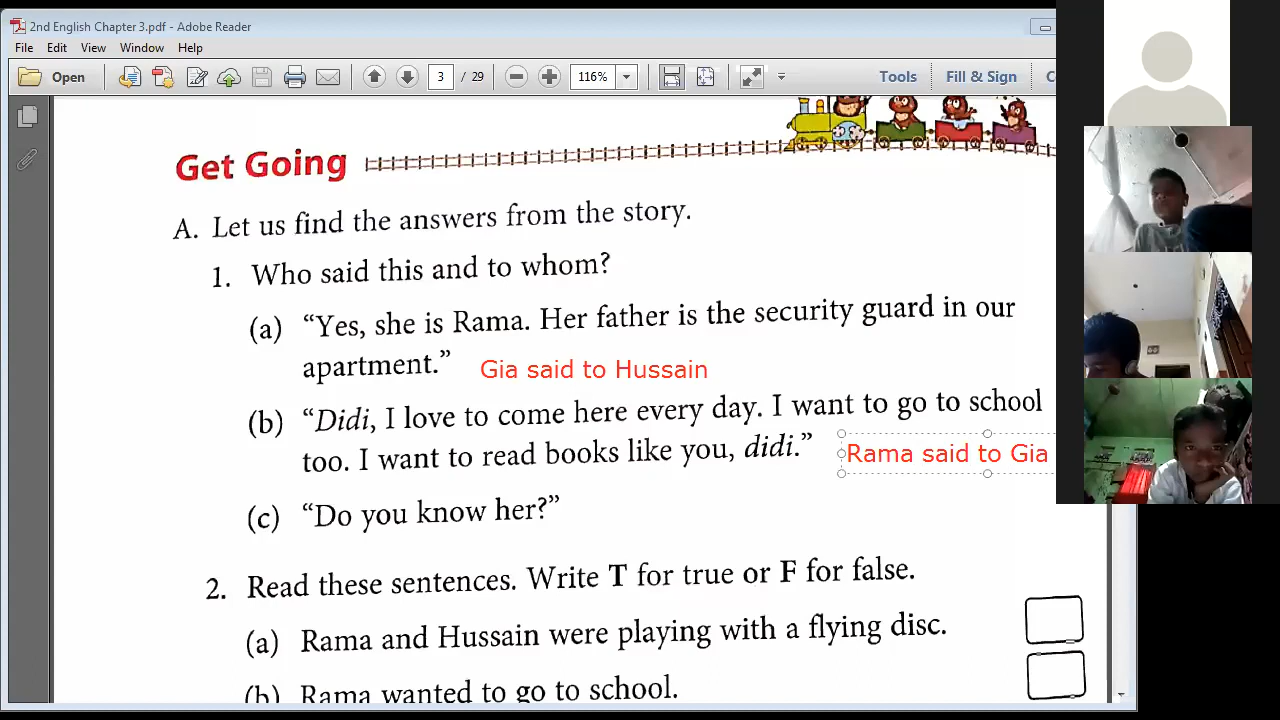 2nd English Chapter 3.pdf - Adobe Reader
File Edit View Window Help
Open 3 / 29 116% Tools Fill & Sign
Get Going
A. Let us find the answers from the story.
1. Who said this and to whom?
(a) “Yes, she is Rama. Her father is the security guard in our
apartment.” Gia said to Hussain
(b) “Didi, I love to come here every day. I want to go to school
too. I want to read books like you, didi.” Rama said to Gia
(c) “Do you know her?”
2. Read these sentences. Write T for true or F for false.
(a) Rama and Hussain were playing with a flying disc.
(b) Rama wanted to go to school.